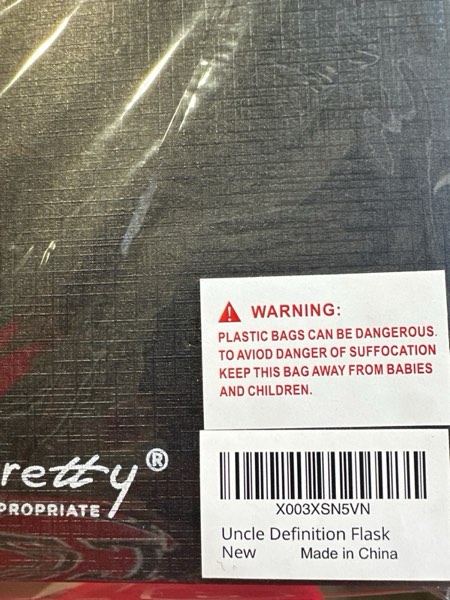 WARNING:
PLASTIC BAGS CAN BE DANGEROUS.
TO AVIOD DANGER OF SUFFOCATION
KEEP THIS BAG AWAY FROM BABIES
AND CHILDREN.
retty®
PROPRIATE
X003XSN5VN
Uncle Definition Flask
New Made in China